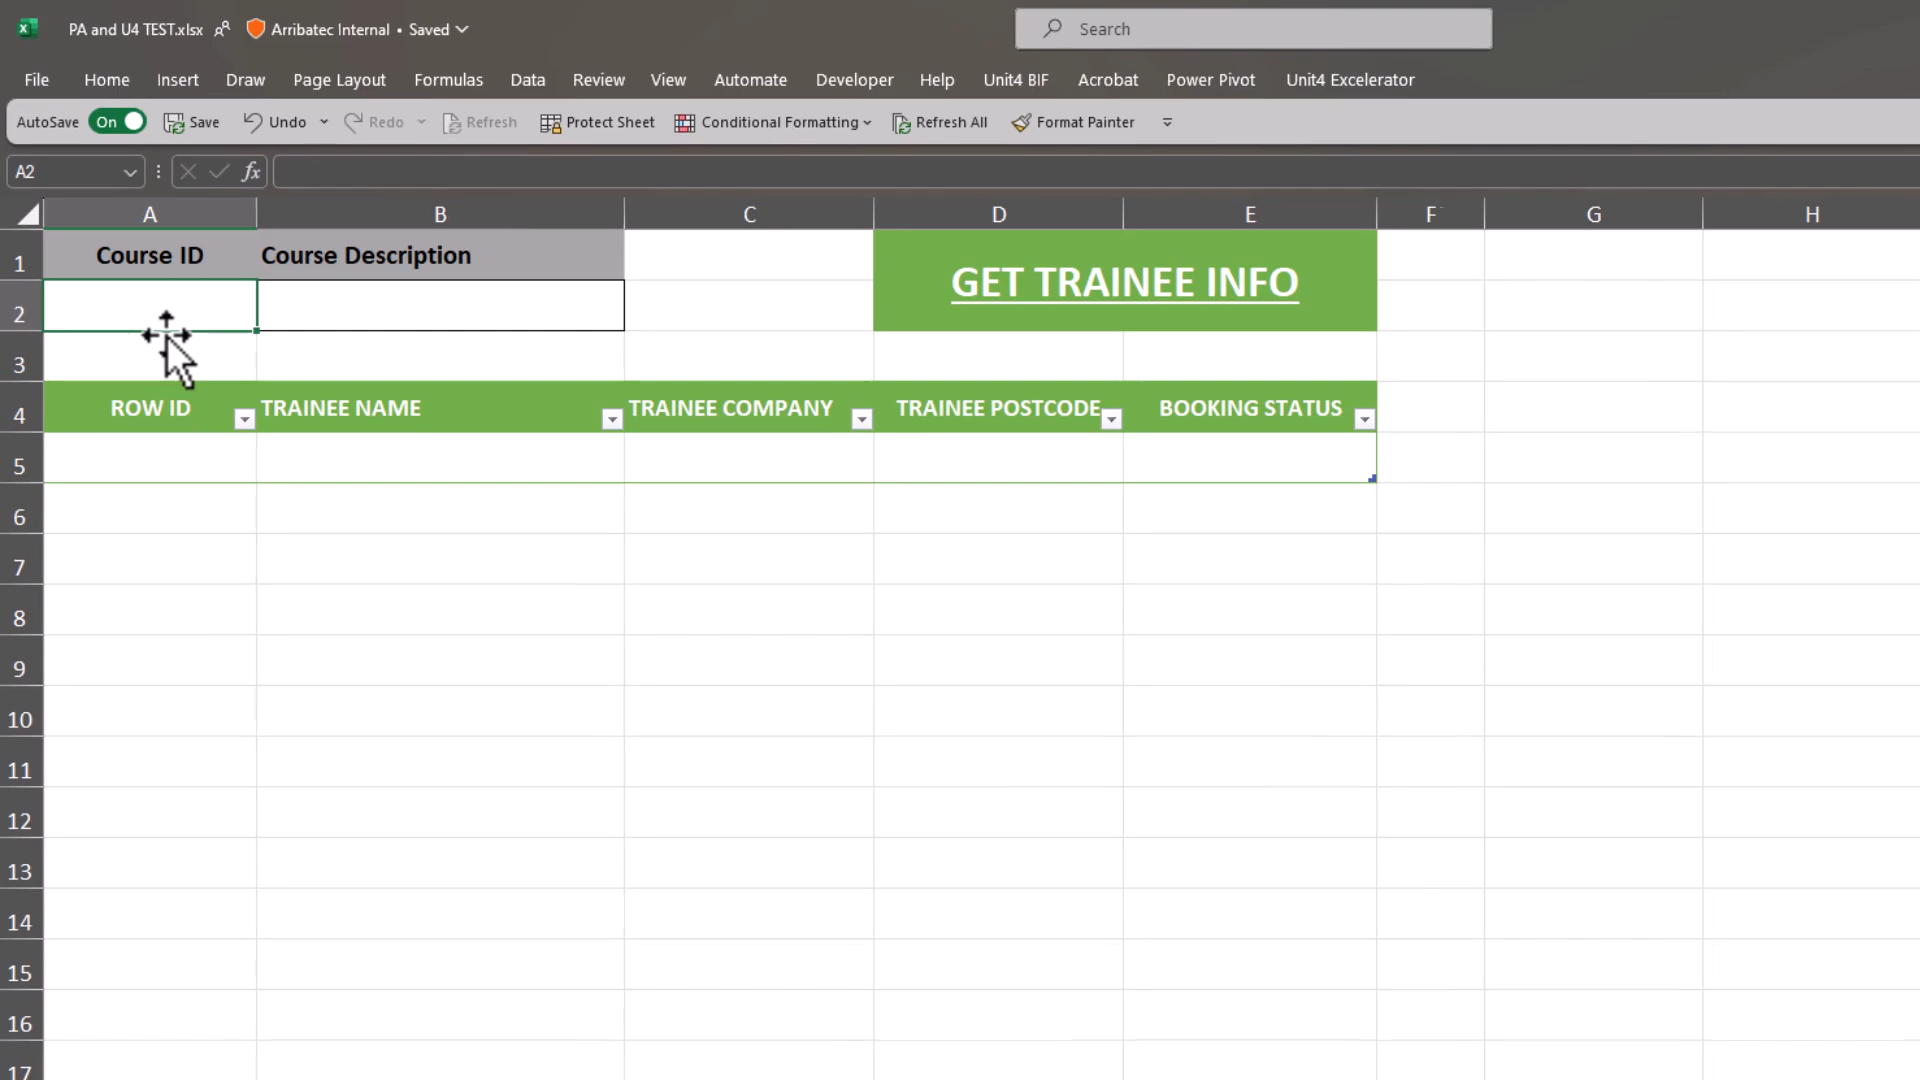 PA and U4 TEST.xlsx Arribatec Internal • Saved
Search
File Home Insert Draw Page Layout Formulas Data Review View Automate Developer Help Unit4 BIF Acrobat Power Pivot Unit4 Excelerator
AutoSave On Save Undo Redo Refresh Protect Sheet Conditional Formatting Refresh All Format Painter
A2 fx
A B C D E F G H
1 Course ID Course Description
GET TRAINEE INFO
2
3
4 ROW ID TRAINEE NAME TRAINEE COMPANY TRAINEE POSTCODE BOOKING STATUS
5
6
7
8
9
10
11
12
13
14
15
16
17